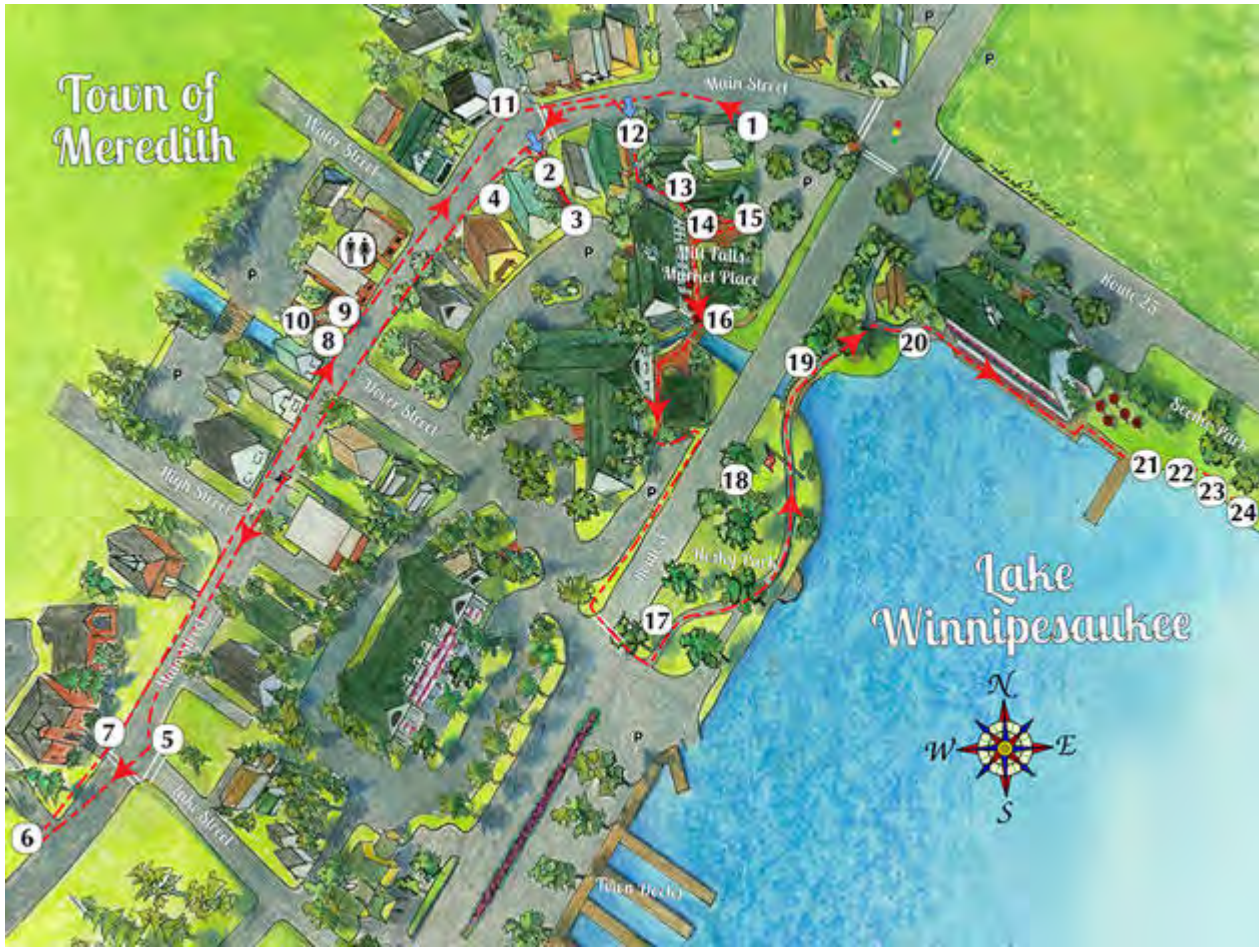 Town of
Meredith
Main Street
P
P
11
1
12
Water Street
2
13
P
4
3
14
15
Mill Falls
Market Place
P
P
Route 25
10
9
8
16
19
20
P
Dover Street
High Street
18
P
Scenic Park
21
22
23
24
Route 3
Hesky Park
Lake
Winnipesaukee
17
Main Street
7
5
P
N
W
E
S
6
Lake Street
Town Docks